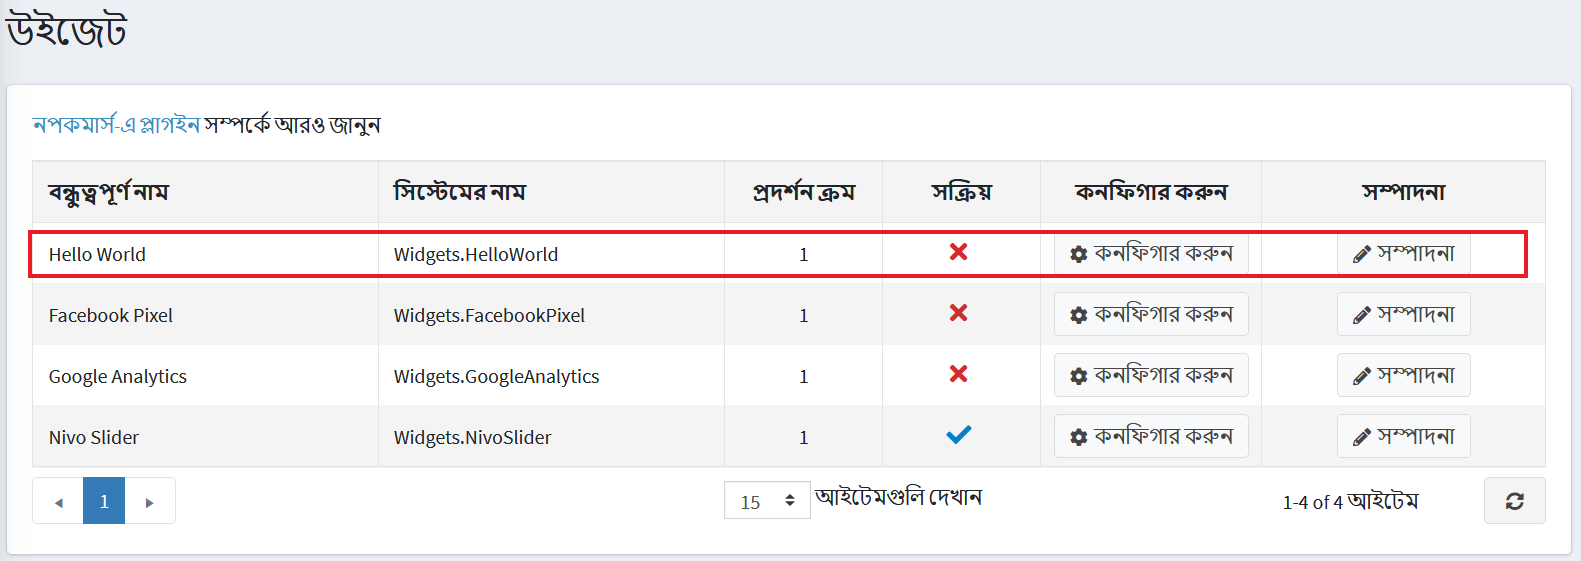 উইজেট
নপকমার্স-এ প্লাগইন সম্পর্কে আরও জানুন
বন্ধুত্বপূর্ণ নাম সিস্টেমের নাম প্রদর্শন ক্রম সক্রিয় কনফিগার করুন সম্পাদনা
Hello World Widgets.HelloWorld 1 কনফিগার করুন সম্পাদনা
Facebook Pixel Widgets.FacebookPixel 1 কনফিগার করুন সম্পাদনা
Google Analytics Widgets.GoogleAnalytics 1 কনফিগার করুন সম্পাদনা
Nivo Slider Widgets.NivoSlider 1 কনফিগার করুন সম্পাদনা
1 15 আইটেমগুলি দেখান 1-4 of 4 আইটেম